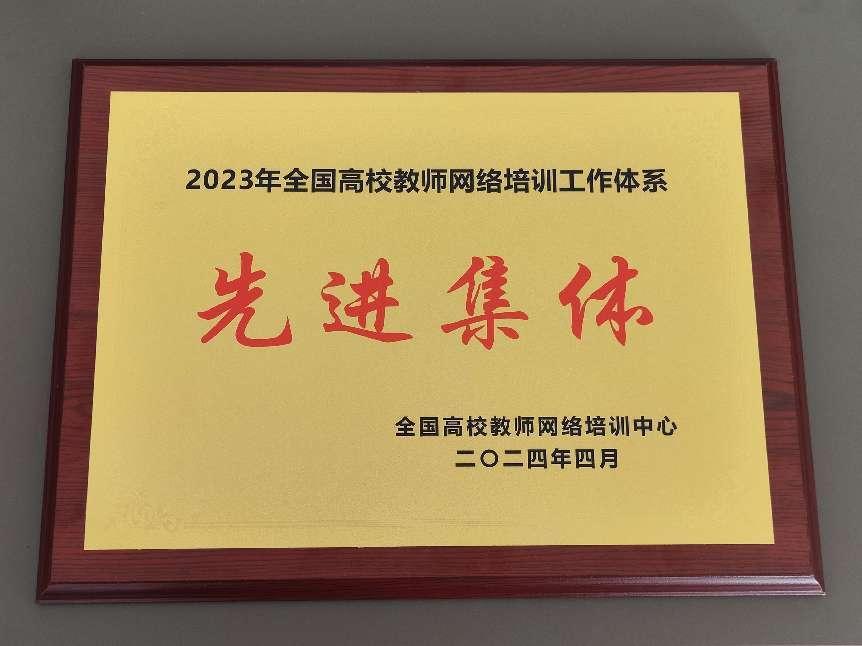 2023年全国高校教师网络培训工作体系
先进集体
全国高校教师网络培训中心
二〇二四年四月